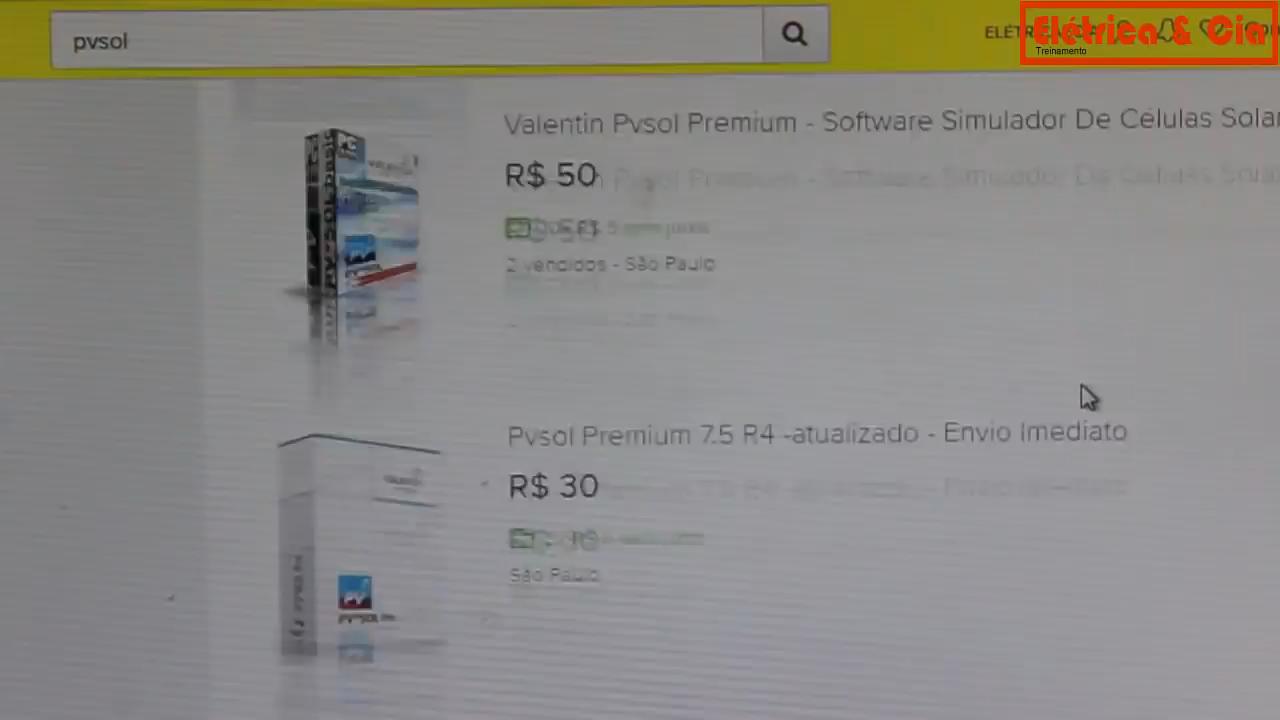 pvsol
Elétrica & Cia
Treinamento
Valentin Pvsol Premium - Software Simulador De Celulas Solar
R$ 50
2 vendidos - São Paulo
Pvsol Premium 7.5 R4 -atualizado - Envio Imediato
R$ 30
São Paulo